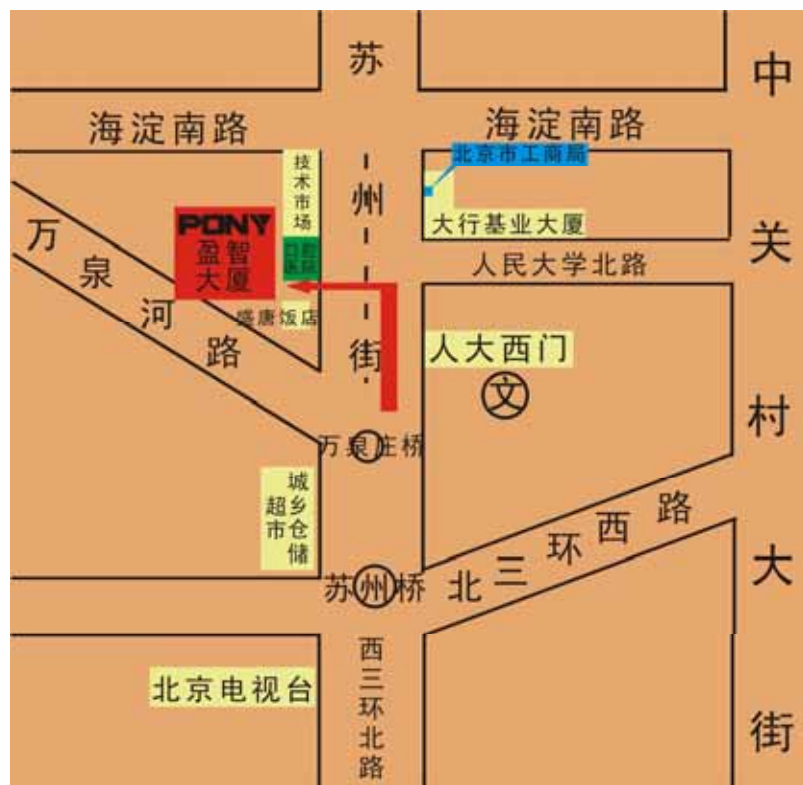 苏州街
中关村大街
海淀南路
海淀南路
北京市工商局
技术市场
大行基业大厦
PONY
盈智
大厦
口腔
医院
万泉河路
人民大学北路
盛唐饭店
人大西门
文
万泉庄桥
城乡仓储
超市
北三环西路
苏州桥
西三环北路
北京电视台